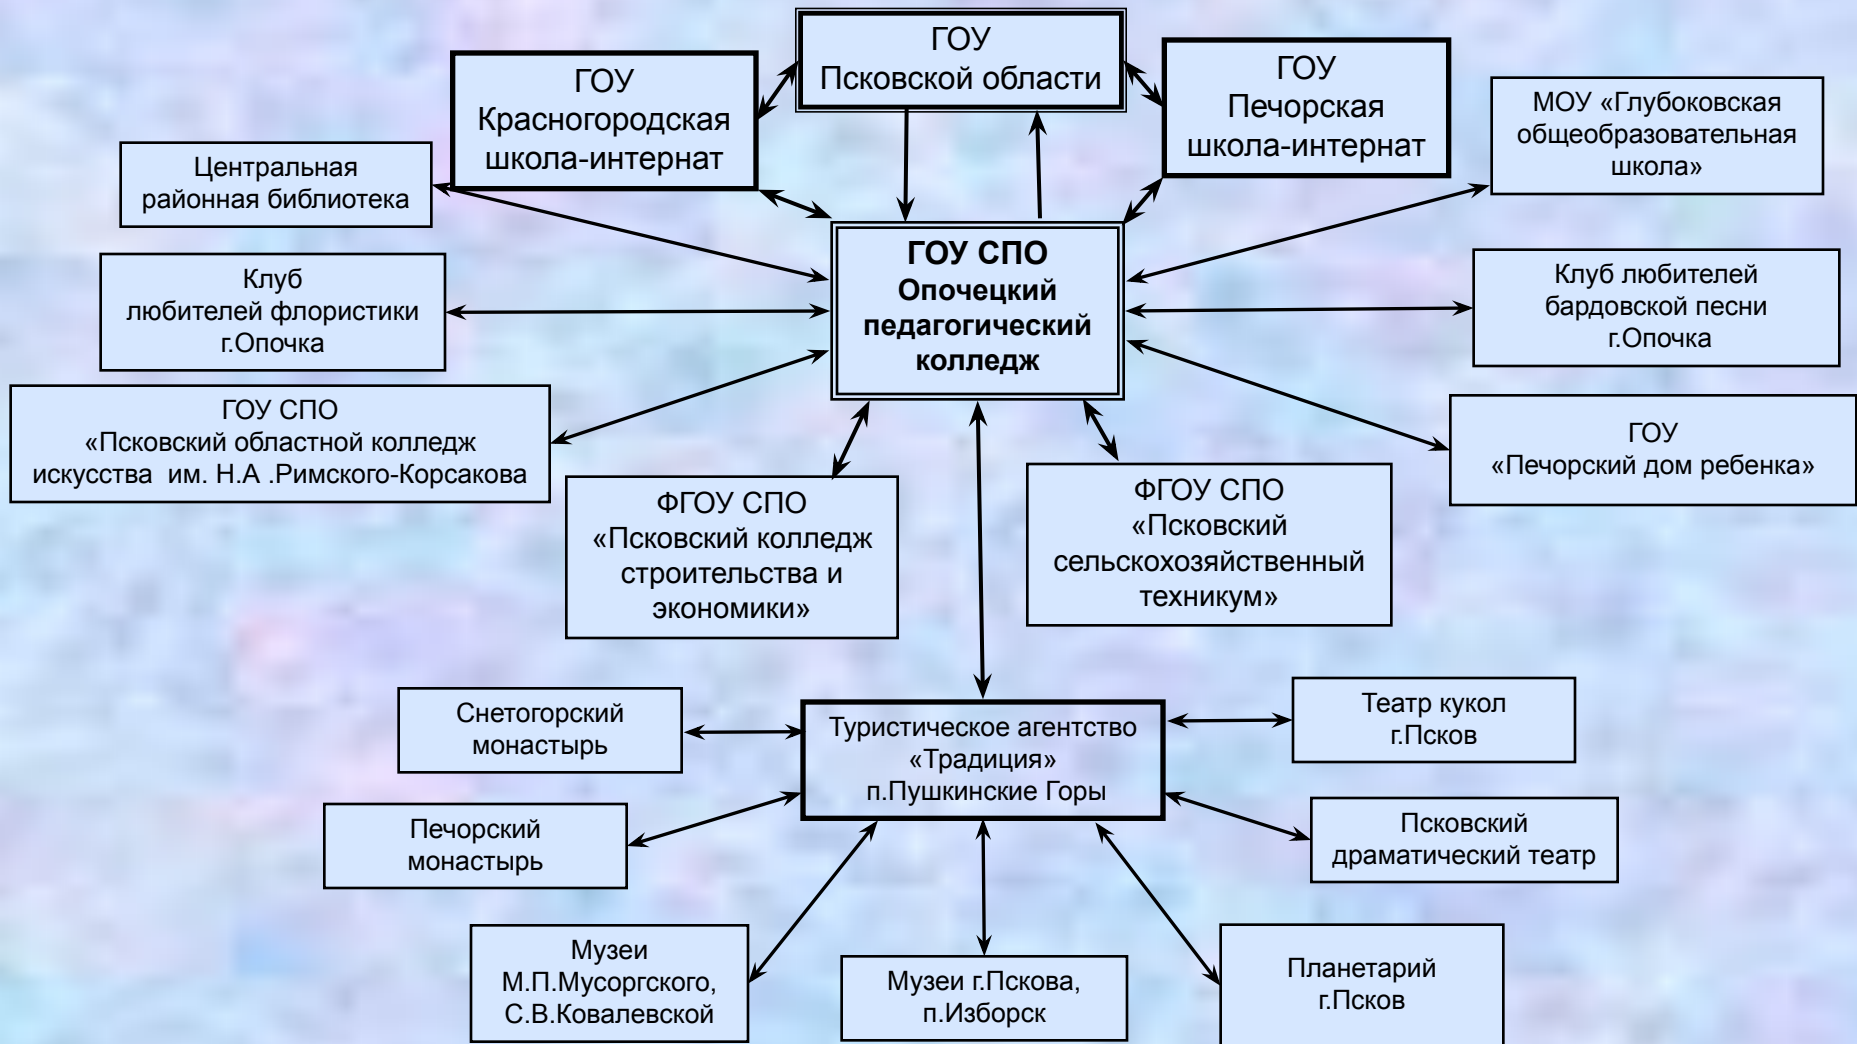 ГОУ
Псковской области
ГОУ
Красногородская
школа-интернат
ГОУ
Печорская
школа-интернат
МОУ «Глубоковская
общеобразовательная
школа»
Центральная
районная библиотека
ГОУ СПО
Опочецкий
педагогический
колледж
Клуб
любителей флористики
г.Опочка
Клуб любителей
бардовской песни
г.Опочка
ГОУ СПО
«Псковский областной колледж
искусства им. Н.А .Римского-Корсакова
ГОУ
«Печорский дом ребенка»
ФГОУ СПО
«Псковский колледж
строительства и
экономики»
ФГОУ СПО
«Псковский
сельскохозяйственный
техникум»
Снетогорский
монастырь
Туристическое агентство
«Традиция»
п.Пушкинские Горы
Театр кукол
г.Псков
Печорский
монастырь
Псковский
драматический театр
Музеи
М.П.Мусоргского,
С.В.Ковалевской
Музеи г.Пскова,
п.Изборск
Планетарий
г.Псков